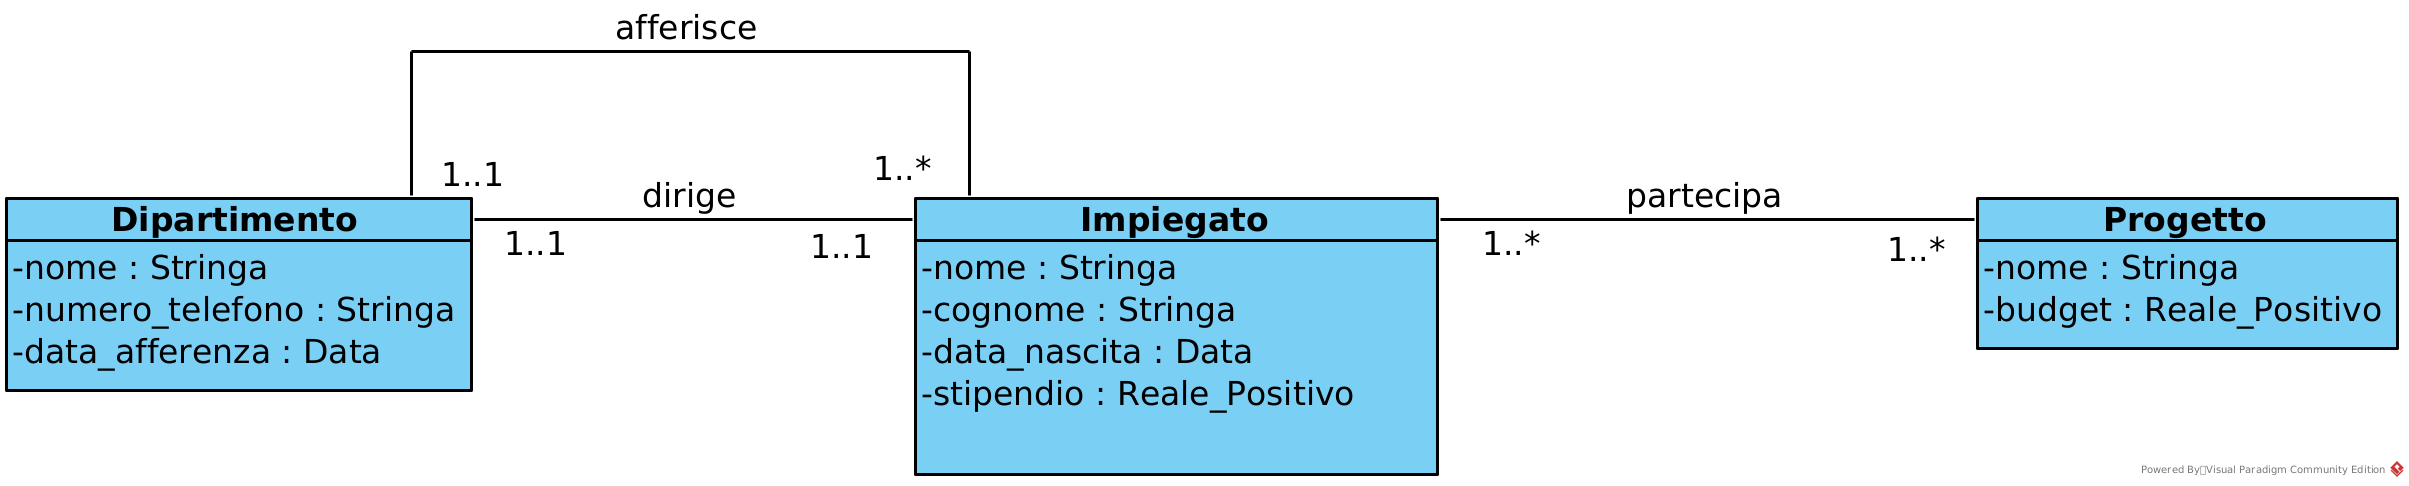 afferisce
1..1
1..*
dirige
1..1
1..1
partecipa
1..*
1..*
Dipartimento
-nome : Stringa
-numero_telefono : Stringa
-data_afferenza : Data
Impiegato
-nome : Stringa
-cognome : Stringa
-data_nascita : Data
-stipendio : Reale_Positivo
Progetto
-nome : Stringa
-budget : Reale_Positivo
Powered By Visual Paradigm Community Edition